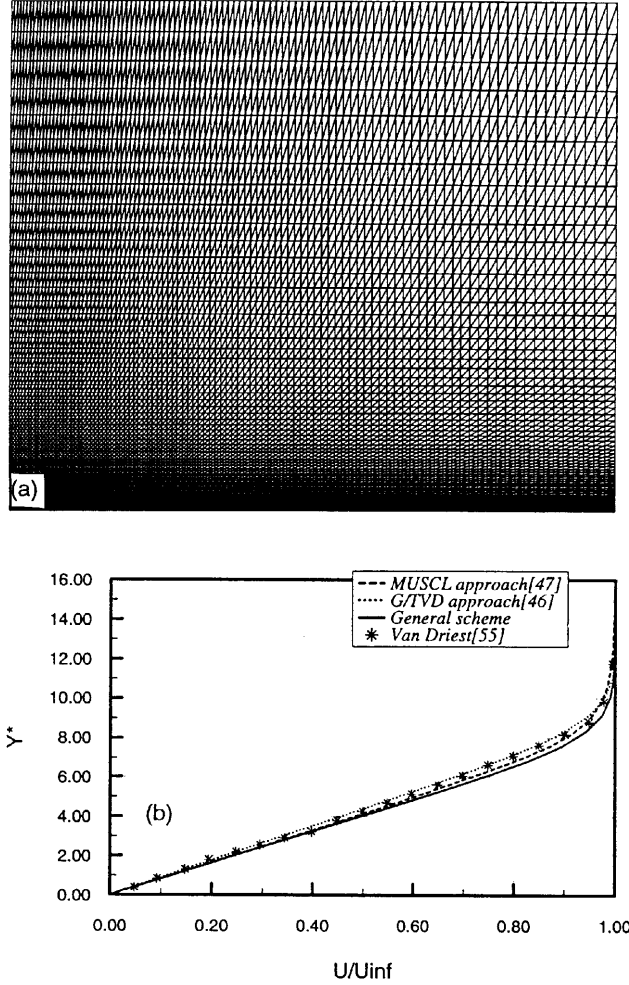 (a)
16.00
14.00
12.00
10.00
8.00
6.00
4.00
2.00
0.00
Y*
MUSCL approach[47]
G/TVD approach[46]
General scheme
Van Driest[55]
(b)
0.00 0.20 0.40 0.60 0.80 1.00
U/Uinf